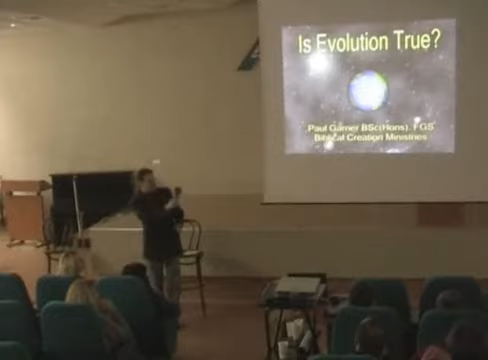 Is Evolution True?
Paul Garner BSc(Hons). FGS
Biblical Creation Ministries